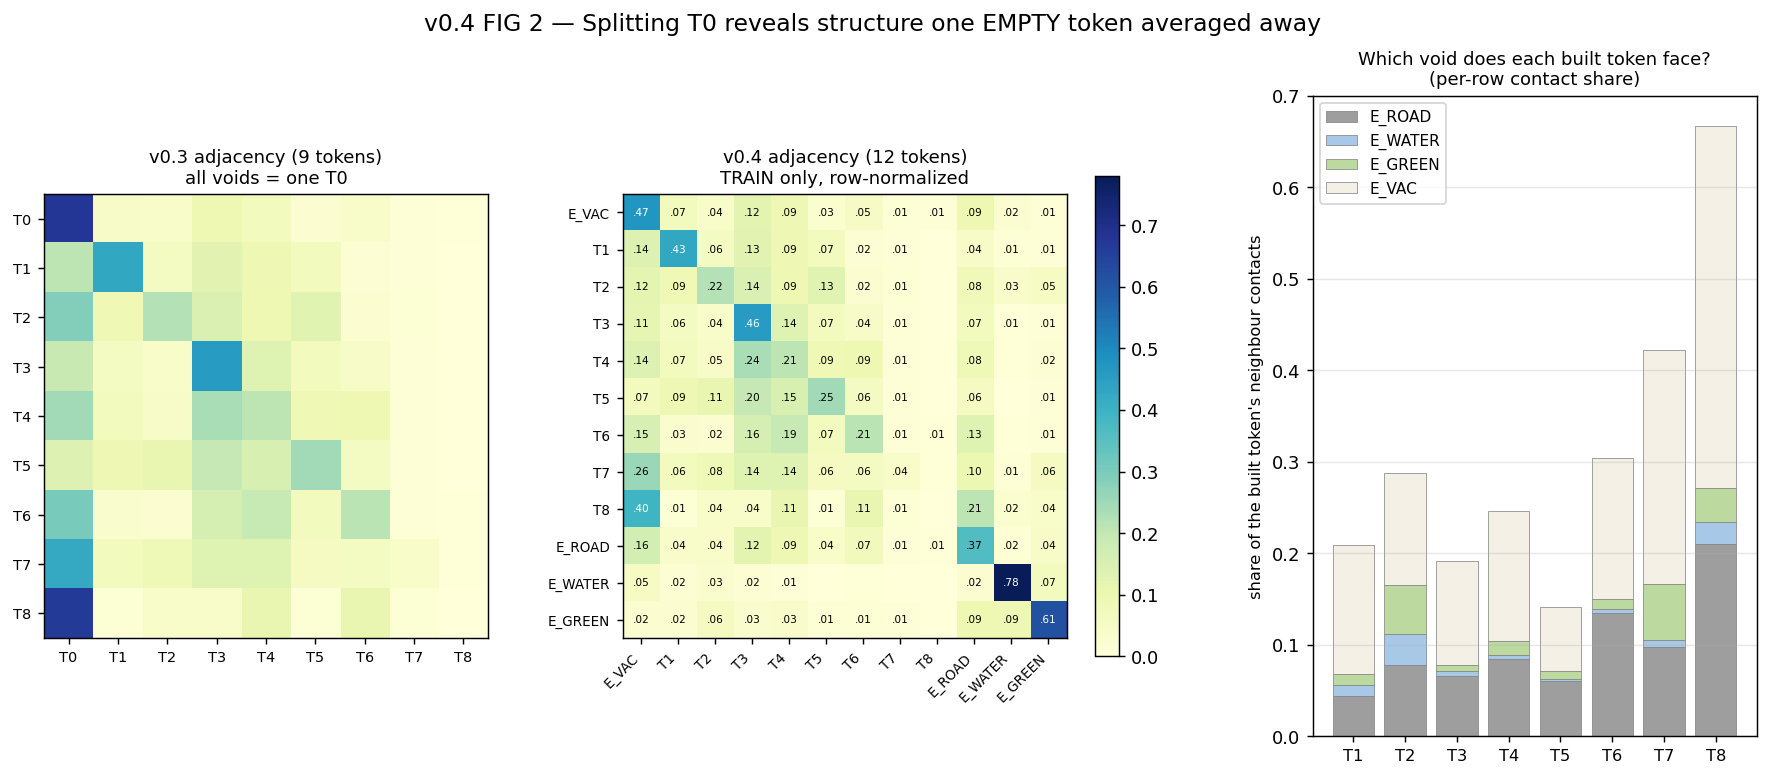 v0.4 FIG 2 — Splitting T0 reveals structure one EMPTY token averaged away
v0.3 adjacency (9 tokens)
all voids = one T0
T0
T1
T2
T3
T4
T5
T6
T7
T8
T0 T1 T2 T3 T4 T5 T6 T7 T8
v0.4 adjacency (12 tokens)
TRAIN only, row-normalized
E_VAC .47 .07 .04 .12 .09 .03 .05 .01 .01 .09 .02 .01
T1 .14 .43 .06 .13 .09 .07 .02 .01 .04 .01 .01
T2 .12 .09 .22 .14 .09 .13 .02 .01 .08 .03 .05
T3 .11 .06 .04 .46 .14 .07 .04 .01 .07 .01 .01
T4 .14 .07 .05 .24 .21 .09 .09 .01 .08 .02
T5 .07 .09 .11 .20 .15 .25 .06 .01 .06 .01
T6 .15 .03 .02 .16 .19 .07 .21 .01 .01 .13 .01
T7 .26 .06 .08 .14 .14 .06 .06 .04 .10 .01 .06
T8 .40 .01 .04 .04 .11 .01 .11 .01 .21 .02 .04
E_ROAD .16 .04 .04 .12 .09 .04 .07 .01 .01 .37 .02 .04
E_WATER .05 .02 .03 .02 .01 .02 .78 .07
E_GREEN .02 .02 .06 .03 .03 .01 .01 .01 .09 .09 .61
E_VAC T1 T2 T3 T4 T5 T6 T7 T8 E_ROAD E_WATER E_GREEN
0.7
0.6
0.5
0.4
0.3
0.2
0.1
0.0
Which void does each built token face?
(per-row contact share)
E_ROAD
E_WATER
E_GREEN
E_VAC
share of the built token's neighbour contacts
0.7
0.6
0.5
0.4
0.3
0.2
0.1
0.0
T1 T2 T3 T4 T5 T6 T7 T8